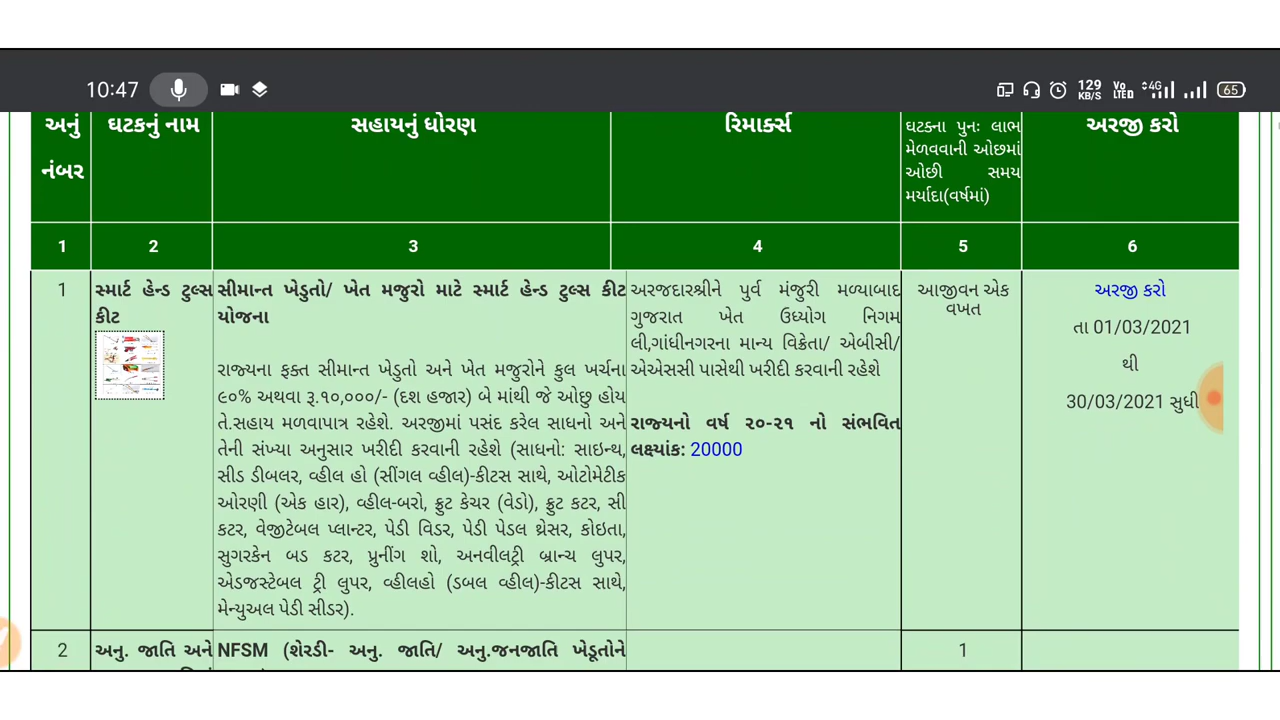 10:47
129
KB/S
Vo
LTE
4G
65
અનું
નંબર
ઘટકનું નામ
સહાયનું ધોરણ
રિમાર્ક્સ
ઘટકના પુનઃ લાભ
મેળવવાની ઓછમાં
ઓછી સમય
મર્યાદા(વર્ષમાં)
અરજી કરો
1
2
3
4
5
6
1
સ્માર્ટ હેન્ડ ટુલ્સ
કીટ
સીમાન્ત ખેડુતો/ ખેત મજુરો માટે સ્માર્ટ હેન્ડ ટુલ્સ કીટ
યોજના
રાજ્યના ફક્ત સીમાન્ત ખેડુતો અને ખેત મજુરોને કુલ ખર્ચના
૯૦% અથવા રૂ.૧૦,૦૦૦/- (દશ હજાર) બે માંથી જે ઓછુ હોય
તે.સહાય મળવાપાત્ર રહેશે. અરજીમાં પસંદ કરેલ સાધનો અને
તેની સંખ્યા અનુસાર ખરીદી કરવાની રહેશે (સાધનો: સાઇન્થ,
સીડ ડીબલર, વ્હીલ હો (સીંગલ વ્હીલ)-કીટસ સાથે, ઓટોમેટીક
ઓરણી (એક હાર), વ્હીલ-બરો, ફ્રુટ કેચર (વેડો), ફ્રુટ કટર, સી
કટર, વેજીટેબલ પ્લાન્ટર, પેડી વિડર, પેડી પેડલ થ્રેસર, કોઇતા,
સુગરકેન બડ કટર, પ્રુનીંગ શો, અનવીલટ્રી બ્રાન્ચ લુપર,
એડજસ્ટેબલ ટ્રી લુપર, વ્હીલહો (ડબલ વ્હીલ)-કીટસ સાથે,
મેન્યુઅલ પેડી સીડર).
અરજદારશ્રીને પુર્વ મંજુરી મળ્યાબાદ
ગુજરાત ખેત ઉધ્યોગ નિગમ
લી,ગાંધીનગરના માન્ય વિક્રેતા/ એબીસી/
એએસસી પાસેથી ખરીદી કરવાની રહેશે
રાજ્યનો વર્ષ ૨૦-૨૧ નો સંભવિત
લક્ષ્યાંક: 20000
આજીવન એક
વખત
અરજી કરો
તા 01/03/2021
થી
30/03/2021 સુધી
2
અનુ. જાતિ અને
NFSM (શેરડી- અનુ. જાતિ/ અનુ.જનજાતિ ખેડૂતોને
1